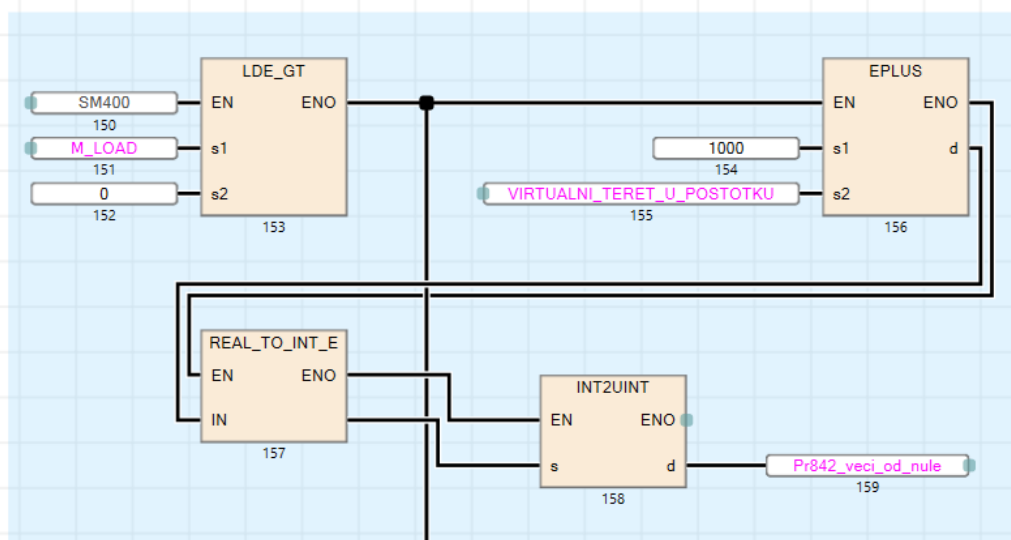 LDE_GT
EPLUS
SM400 EN ENO EN ENO
150
M_LOAD s1 1000 s1 d
151 154
0 s2 VIRTUALNI_TERET_U_POSTOTKU s2
152 155
153 156
REAL_TO_INT_E
EN ENO INT2UINT
IN EN ENO
157
s d Pr842_veci_od_nule
159
158